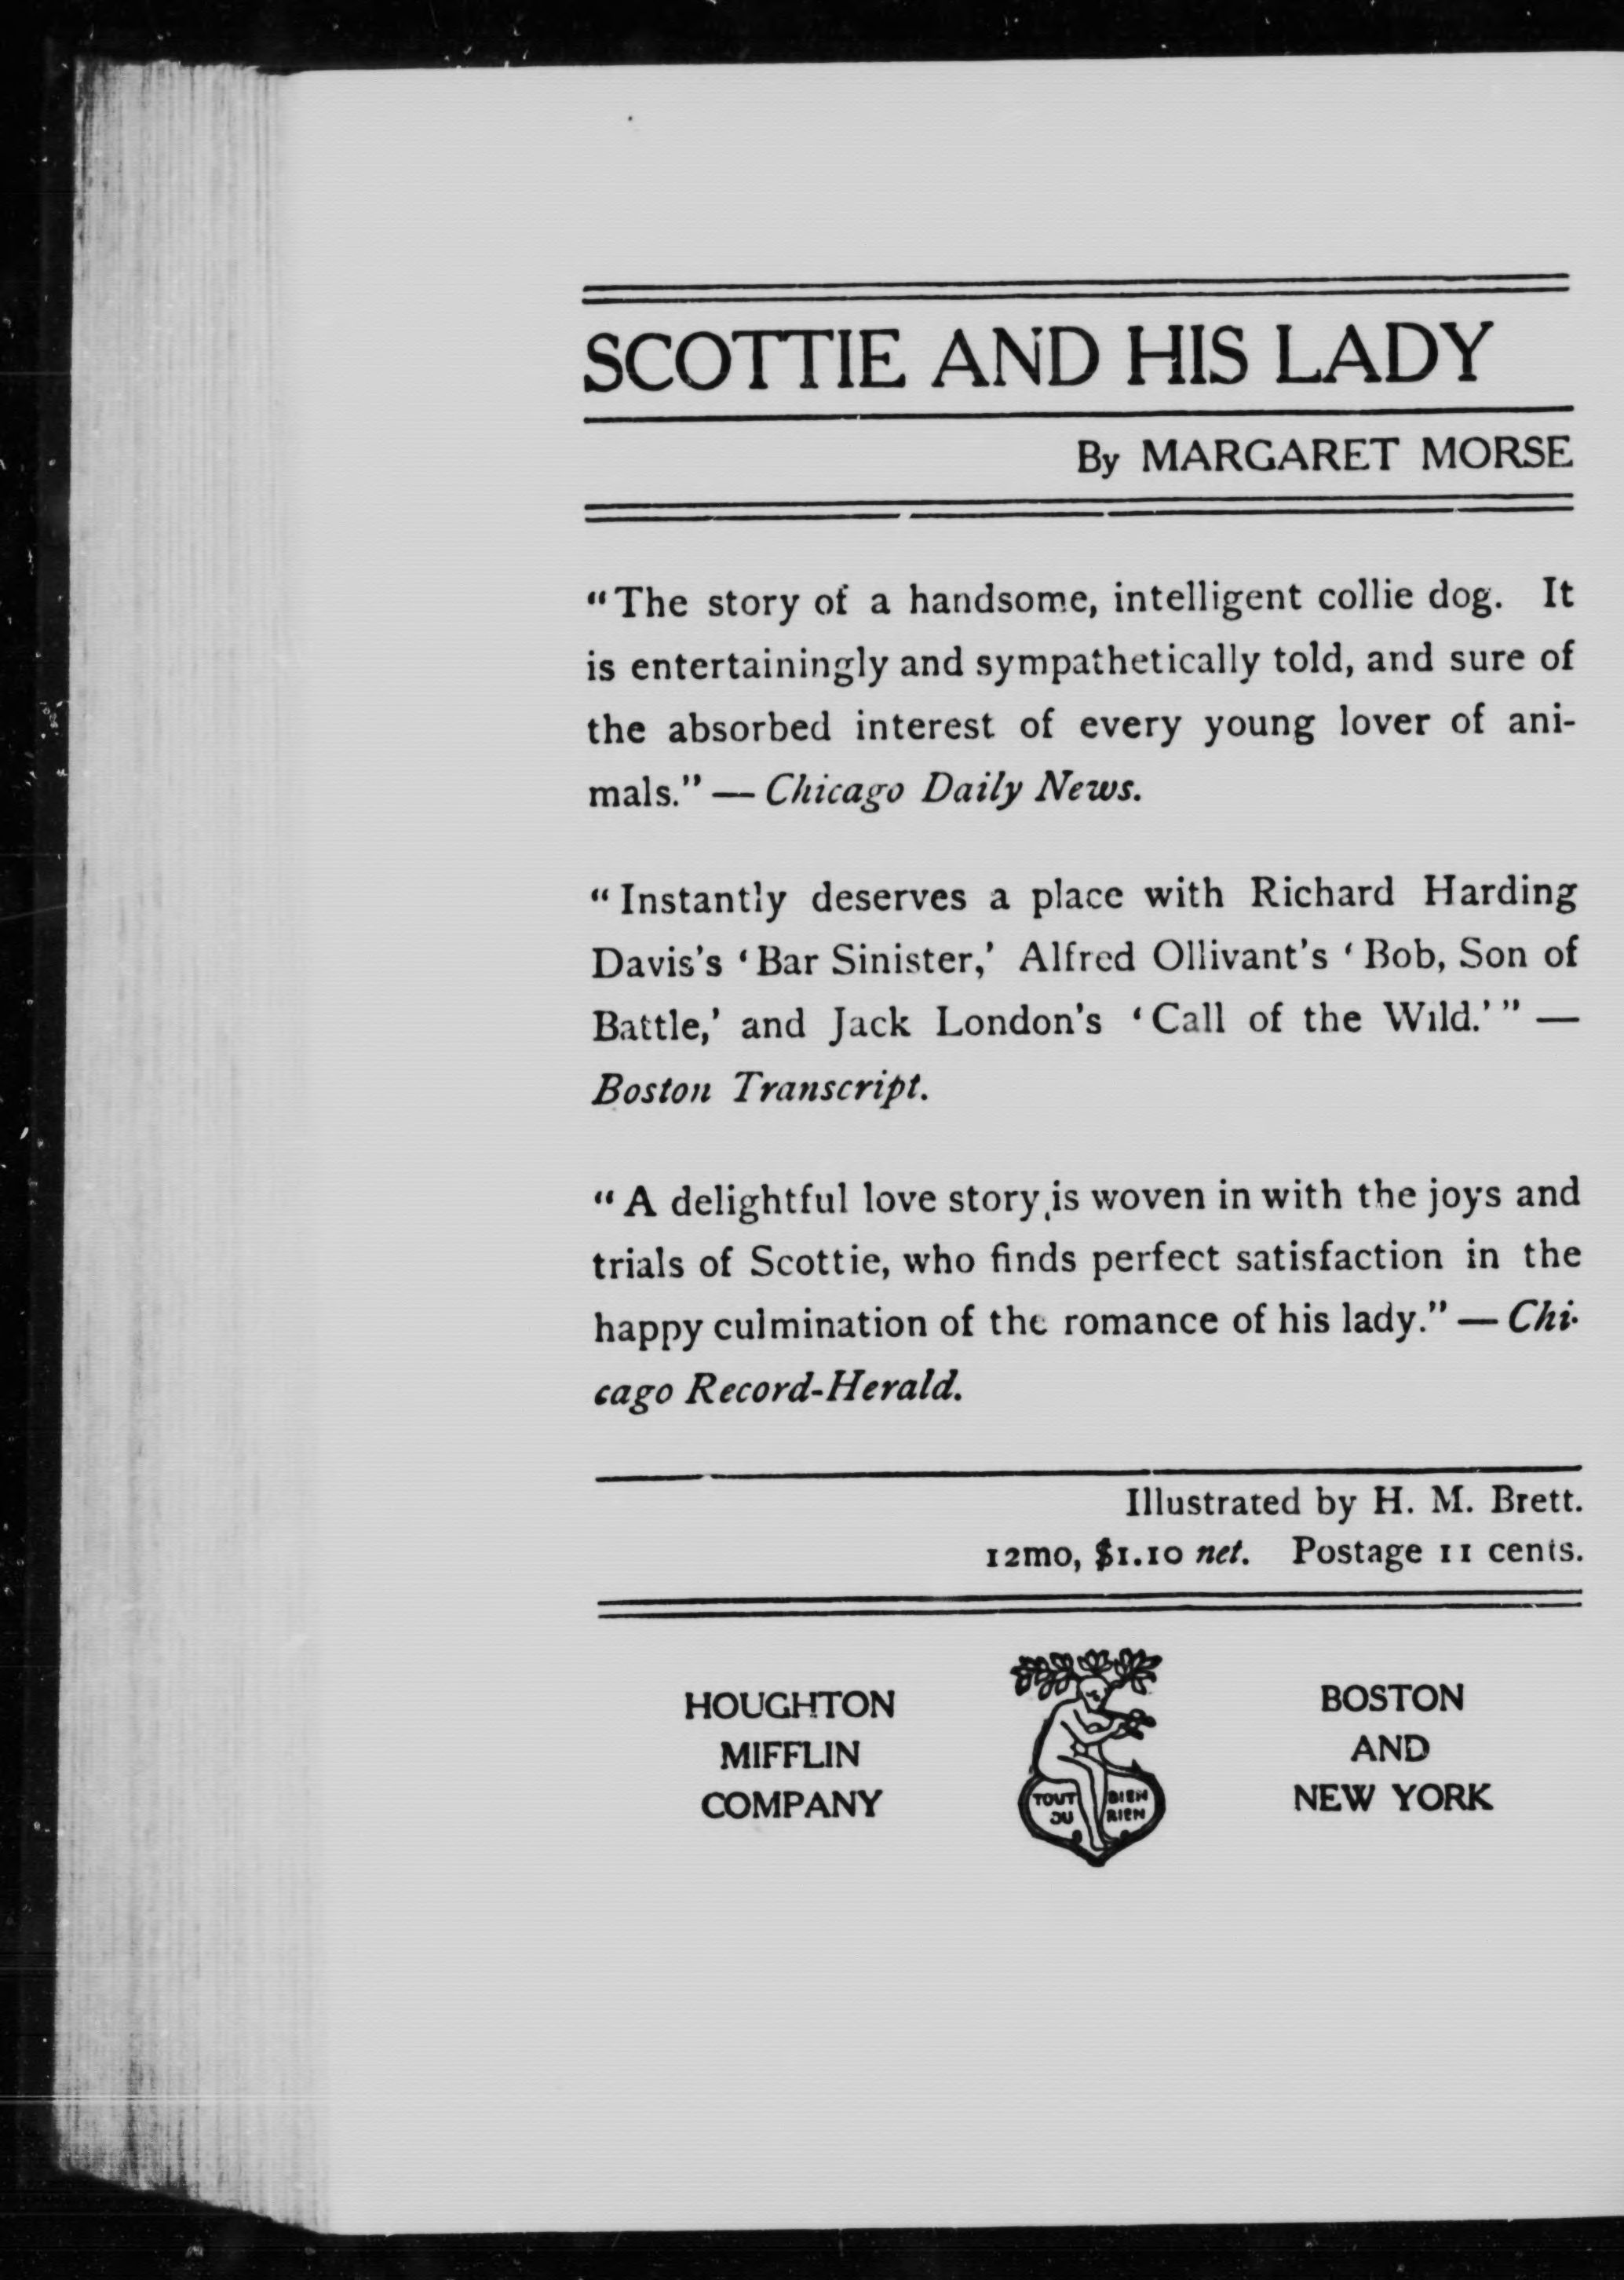 SCOTTIE AND HIS LADY
By MARGARET MORSE
“The story of a handsome, intelligent collie dog. It
is entertainingly and sympathetically told, and sure of
the absorbed interest of every young lover of ani-
mals.” — Chicago Daily News.
“Instantly deserves a place with Richard Harding
Davis's ‘Bar Sinister,’ Alfred Ollivant's ‘Bob, Son of
Battle,’ and Jack London's ‘Call of the Wild.’” —
Boston Transcript.
“A delightful love story is woven in with the joys and
trials of Scottie, who finds perfect satisfaction in the
happy culmination of the romance of his lady.” — Chi-
cago Record-Herald.
Illustrated by H. M. Brett.
12mo, $1.10 net. Postage 11 cents.
HOUGHTON
MIFFLIN
COMPANY
TOUT BIEN
OU RIEN
BOSTON
AND
NEW YORK